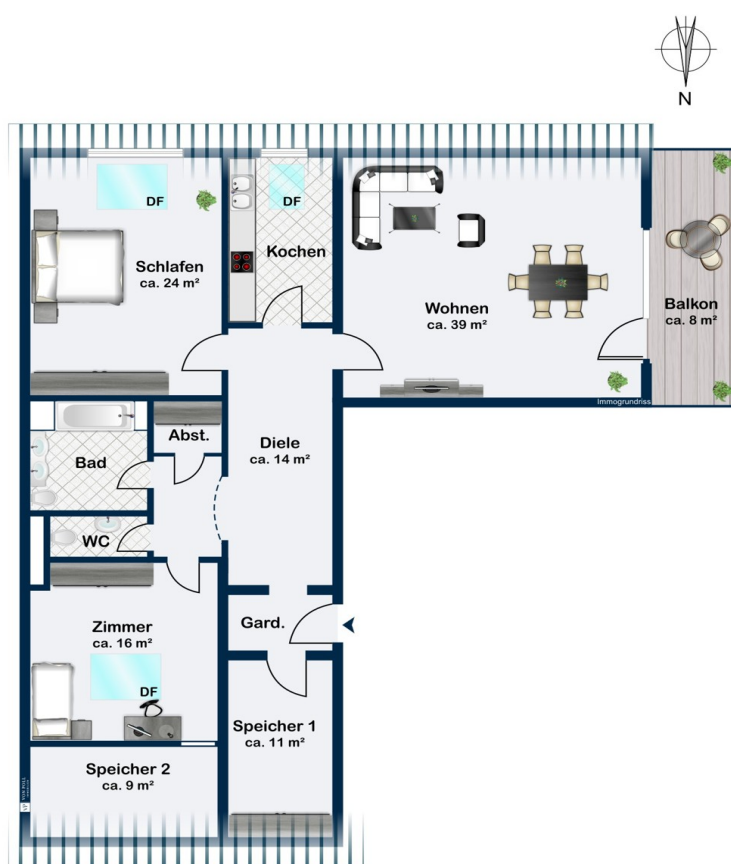 N
DF
DF
Schlafen
ca. 24 m²
Kochen
Wohnen
ca. 39 m²
Balkon
ca. 8 m²
Immogrundriss
Abst.
Diele
ca. 14 m²
Bad
WC
Gard.
Zimmer
ca. 16 m²
DF
Speicher 1
ca. 11 m²
Speicher 2
ca. 9 m²
VON POLL